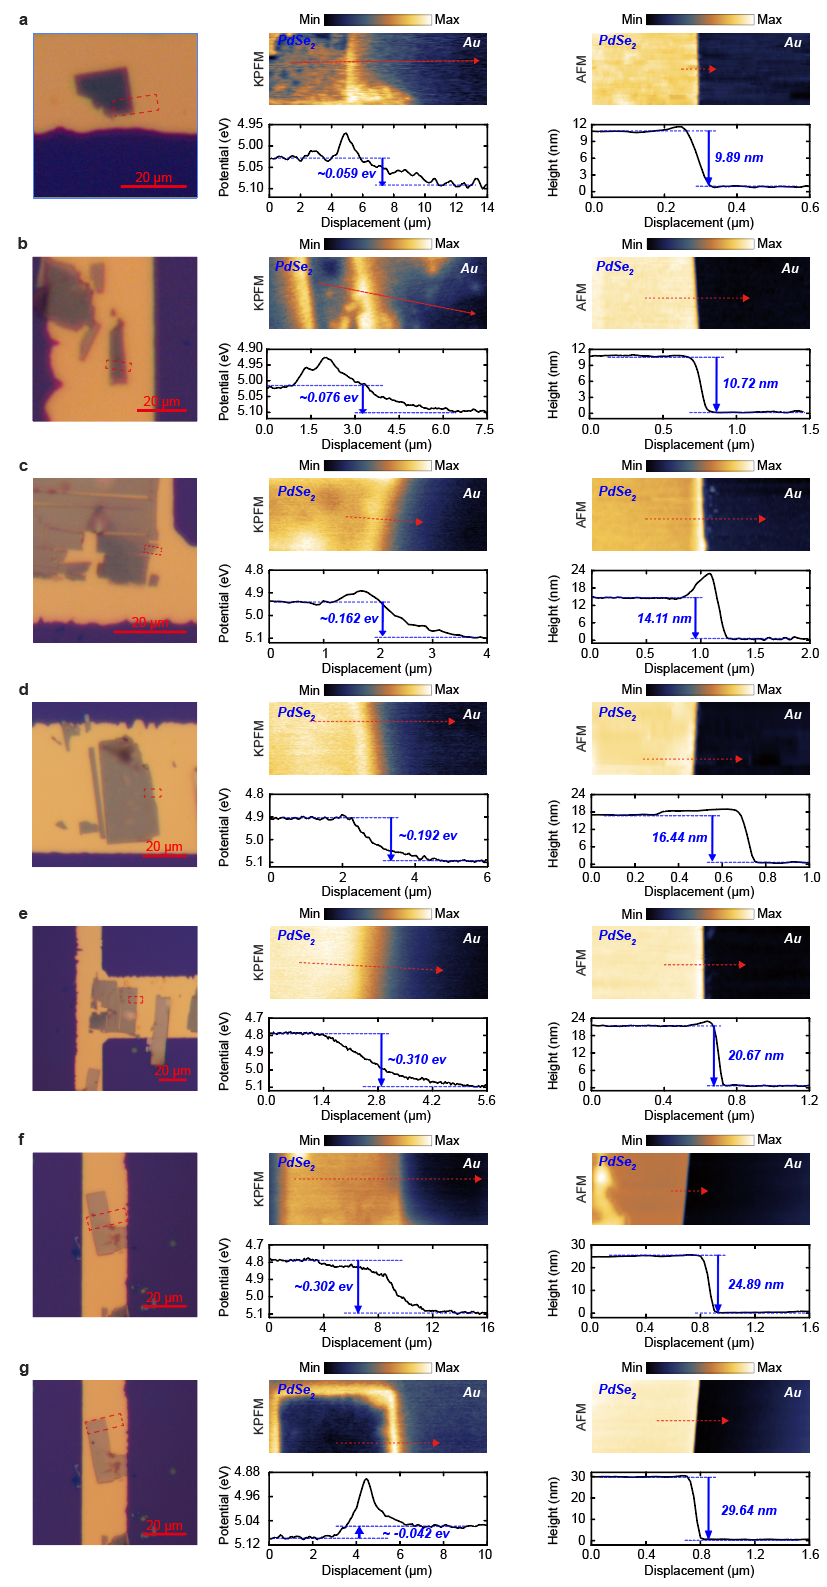 a
Min Max
Min Max
20 µm
KPFM
PdSe2
Au
AFM
PdSe2
Au
4.95
5.00
5.05
5.10
Potential (eV)
~0.059 ev
0 2 4 6 8 10 12 14
Displacement (µm)
12
9
6
3
0
Height (nm)
9.89 nm
0.0 0.2 0.4 0.6
Displacement (µm)
b
Min Max
Min Max
20 µm
KPFM
PdSe2
Au
AFM
PdSe2
Au
4.90
4.95
5.00
5.05
5.10
Potential (eV)
~0.076 ev
0.0 1.5 3.0 4.5 6.0 7.5
Displacement (µm)
12
9
6
3
0
Height (nm)
10.72 nm
0.0 0.5 1.0 1.5
Displacement (µm)
c
Min Max
Min Max
20 µm
KPFM
PdSe2
Au
AFM
PdSe2
Au
4.8
4.9
5.0
5.1
Potential (eV)
~0.162 ev
0 1 2 3 4
Displacement (µm)
24
18
12
6
0
Height (nm)
14.11 nm
0.0 0.5 1.0 1.5 2.0
Displacement (µm)
d
Min Max
Min Max
20 µm
KPFM
PdSe2
Au
AFM
PdSe2
Au
4.8
4.9
5.0
5.1
Potential (eV)
~0.192 ev
0 2 4 6
Displacement (µm)
24
18
12
6
0
Height (nm)
16.44 nm
0.0 0.2 0.4 0.6 0.8 1.0
Displacement (µm)
e
Min Max
Min Max
20 µm
KPFM
PdSe2
Au
AFM
PdSe2
Au
4.7
4.8
4.9
5.0
5.1
Potential (eV)
~0.310 ev
0.0 1.4 2.8 4.2 5.6
Displacement (µm)
24
18
12
6
0
Height (nm)
20.67 nm
0.0 0.4 0.8 1.2
Displacement (µm)
f
Min Max
Min Max
20 µm
KPFM
PdSe2
Au
AFM
PdSe2
Au
4.7
4.8
4.9
5.0
5.1
Potential (eV)
~0.302 ev
0 4 8 12 16
Displacement (µm)
30
20
10
0
Height (nm)
24.89 nm
0.0 0.4 0.8 1.2 1.6
Displacement (µm)
g
Min Max
Min Max
20 µm
KPFM
PdSe2
Au
AFM
PdSe2
Au
4.88
4.96
5.04
5.12
Potential (eV)
~ -0.042 ev
0 2 4 6 8 10
Displacement (µm)
30
20
10
0
Height (nm)
29.64 nm
0.0 0.4 0.8 1.2 1.6
Displacement (µm)